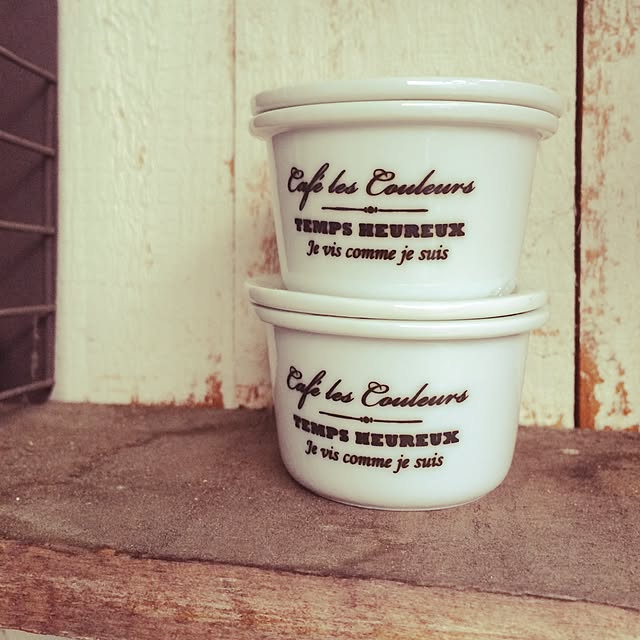 Café les Couleurs
TEMPS HEUREUX
Je vis comme je suis
Café les Couleurs
TEMPS HEUREUX
Je vis comme je suis